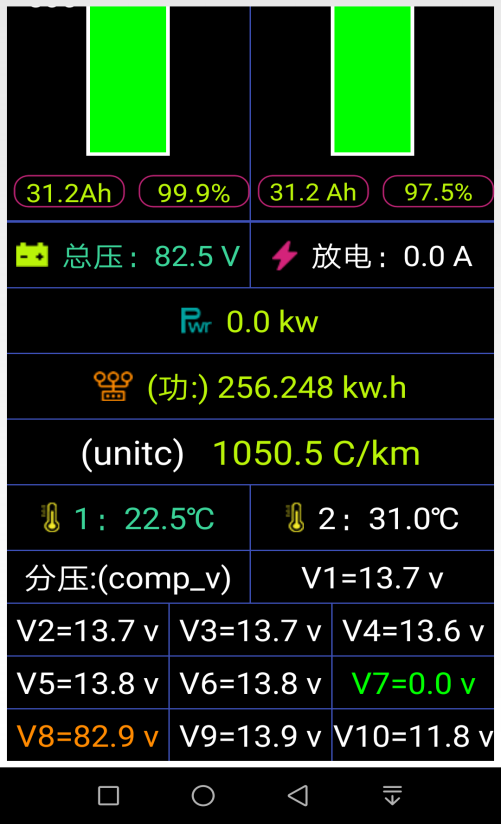 31.2Ah 99.9% 31.2 Ah 97.5%
总压：82.5 V 放电：0.0 A
Pwr 0.0 kw
(功:) 256.248 kw.h
(unitc) 1050.5 C/km
1：22.5℃ 2：31.0℃
分压:(comp_v) V1=13.7 v
V2=13.7 v V3=13.7 v V4=13.6 v
V5=13.8 v V6=13.8 v V7=0.0 v
V8=82.9 v V9=13.9 v V10=11.8 v